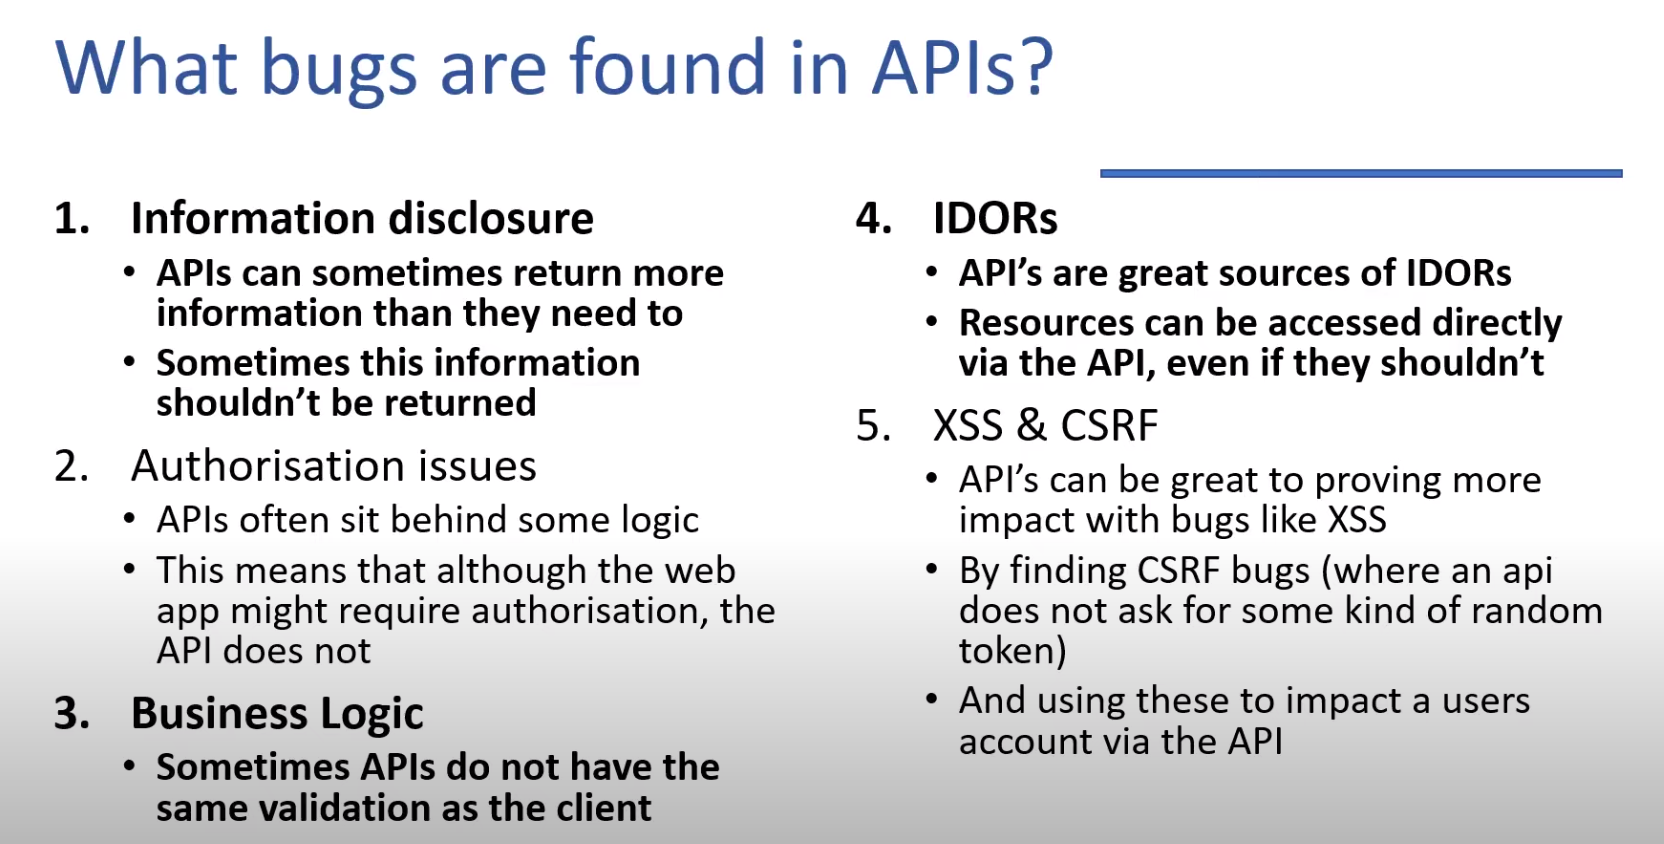 What bugs are found in APIs?
1. Information disclosure
• APIs can sometimes return more
information than they need to
• Sometimes this information
shouldn’t be returned
2. Authorisation issues
• APIs often sit behind some logic
• This means that although the web
app might require authorisation, the
API does not
3. Business Logic
• Sometimes APIs do not have the
same validation as the client
4. IDORs
• API’s are great sources of IDORs
• Resources can be accessed directly
via the API, even if they shouldn’t
5. XSS & CSRF
• API’s can be great to proving more
impact with bugs like XSS
• By finding CSRF bugs (where an api
does not ask for some kind of random
token)
• And using these to impact a users
account via the API